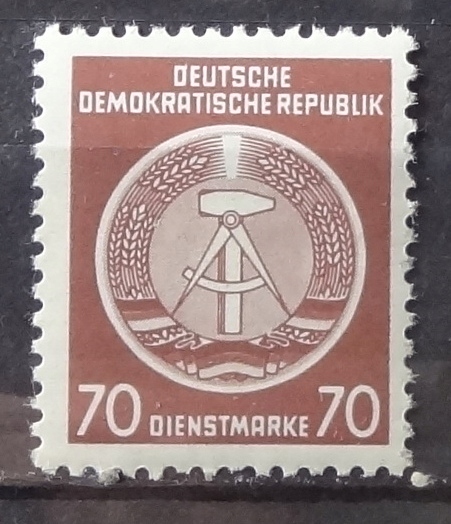 DEUTSCHE
DEMOKRATISCHE REPUBLIK
70 DIENSTMARKE 70